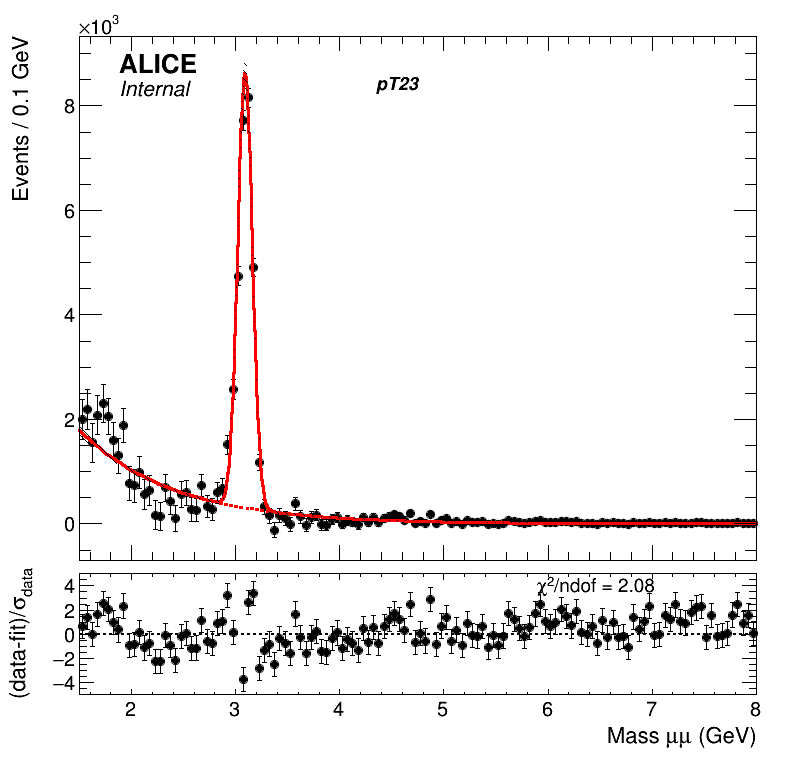 ×10³
ALICE
Internal
pT23
Events / 0.1 GeV
8
6
4
2
0
χ²/ndof = 2.08
(data-fit)/σdata
4
2
0
−2
−4
2 3 4 5 6 7 8
Mass μμ (GeV)